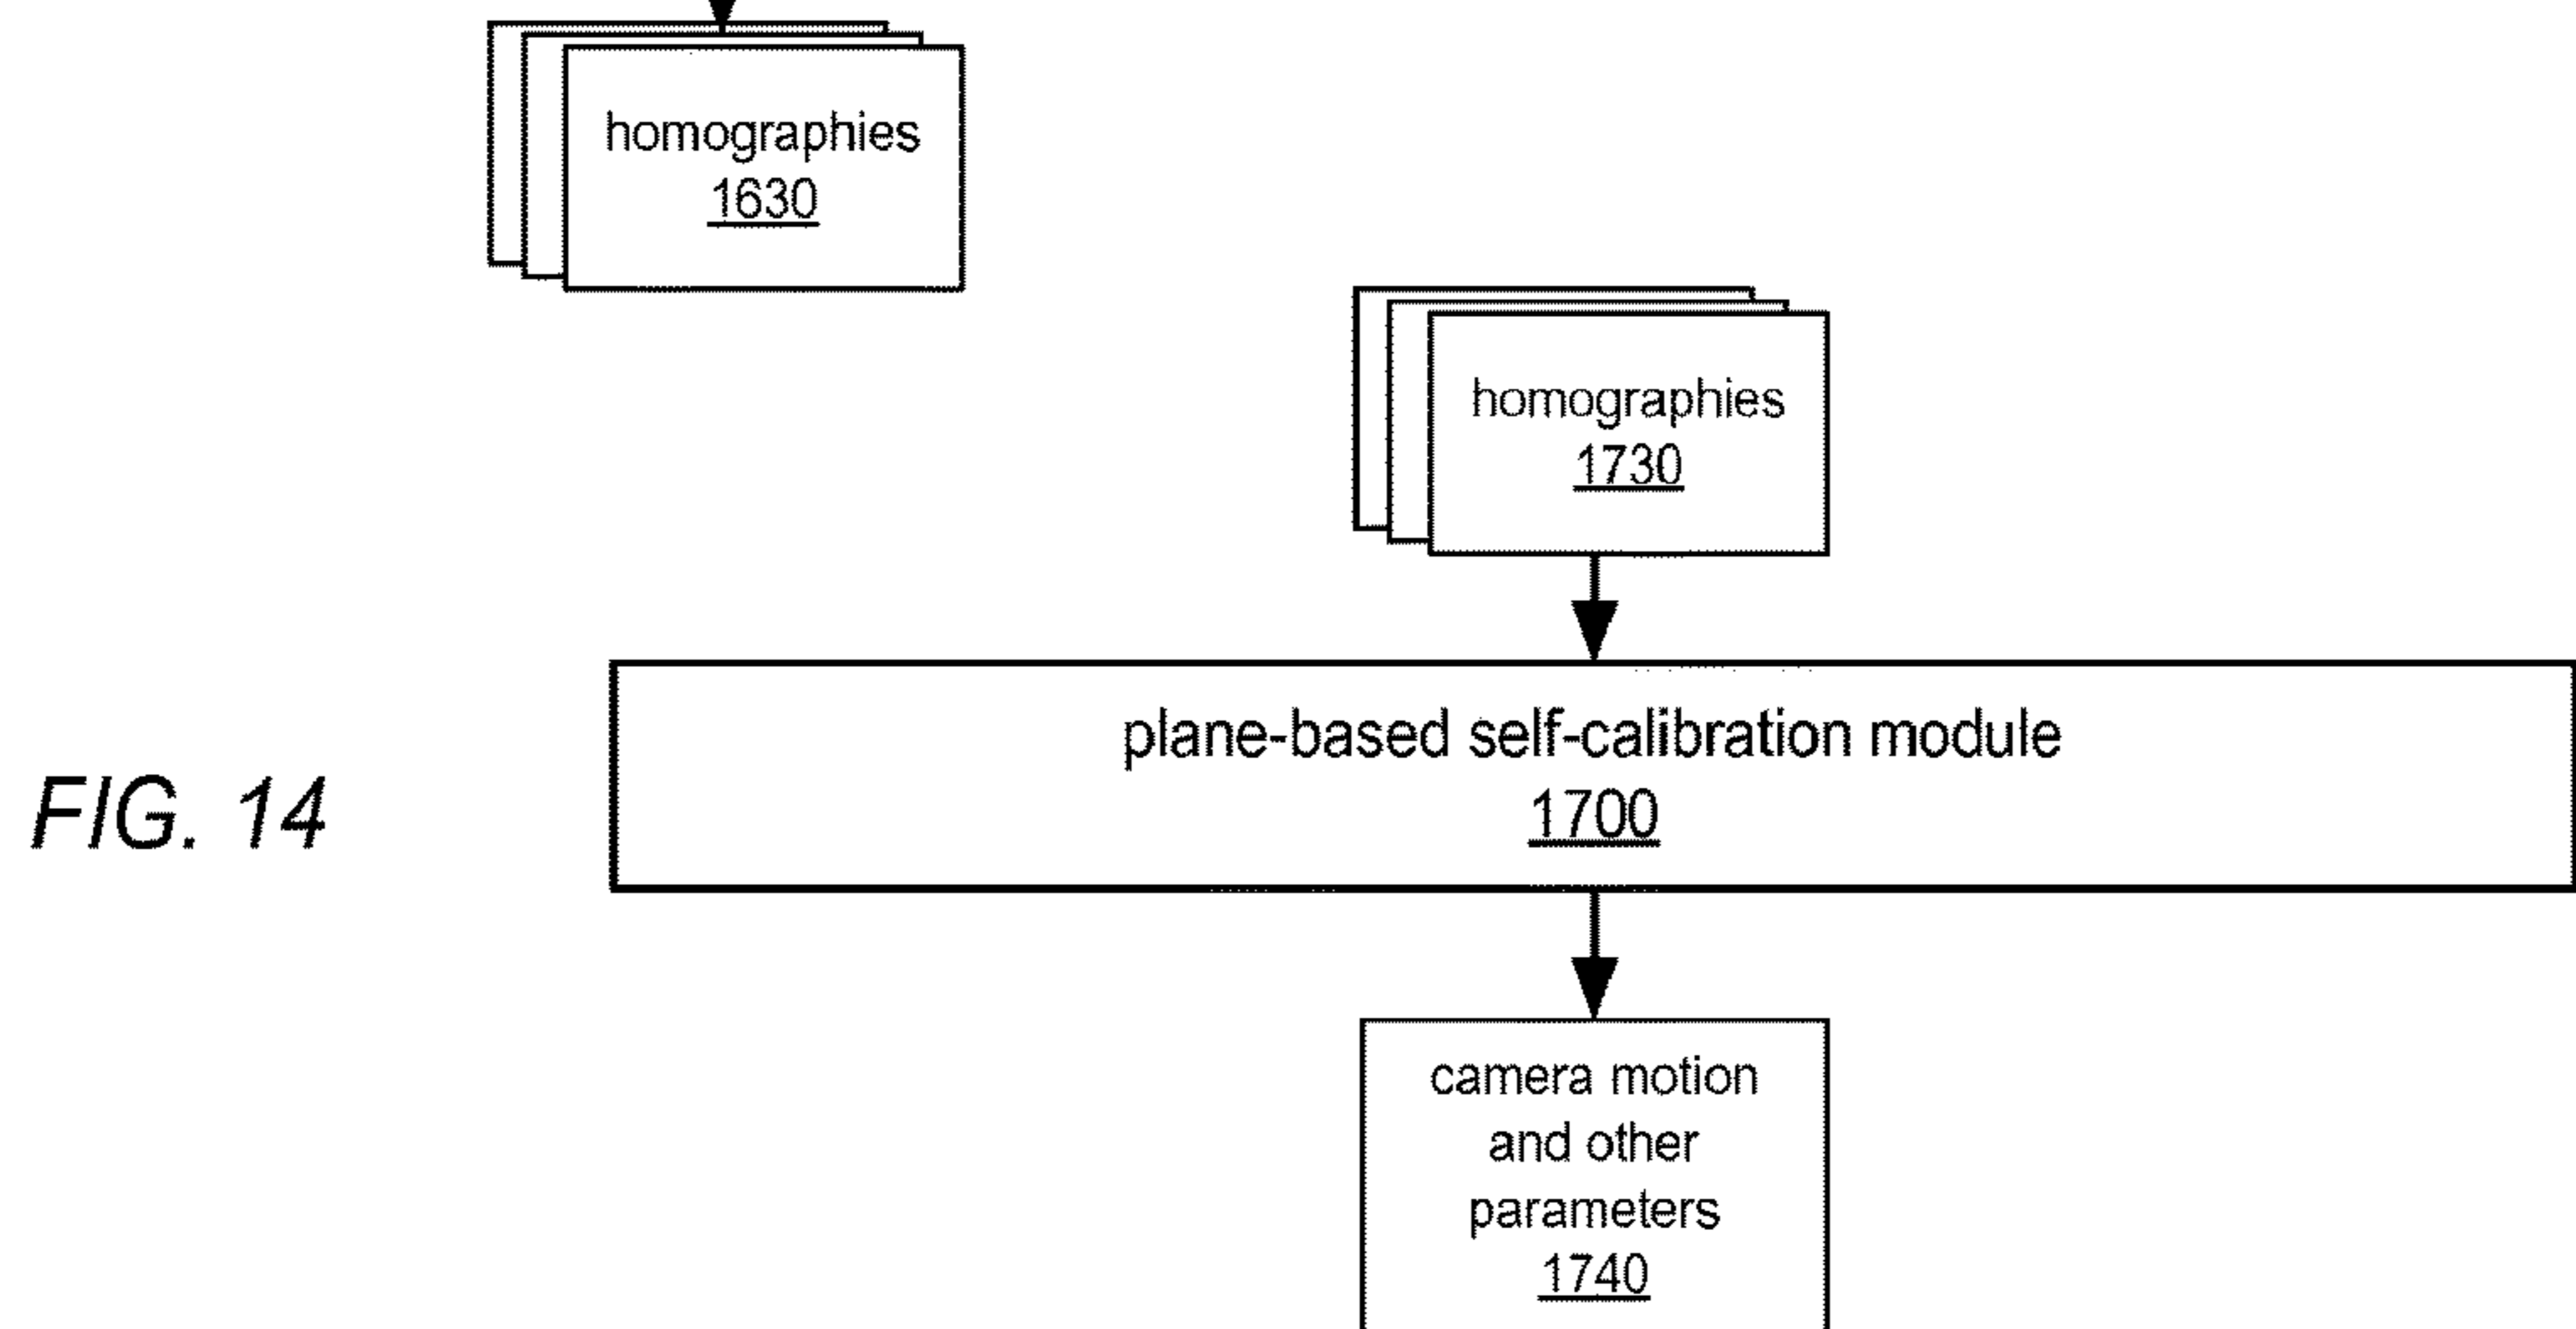 homographies
1630
homographies
1730
plane-based self-calibration module
1700
FIG. 14
camera motion
and other
parameters
1740